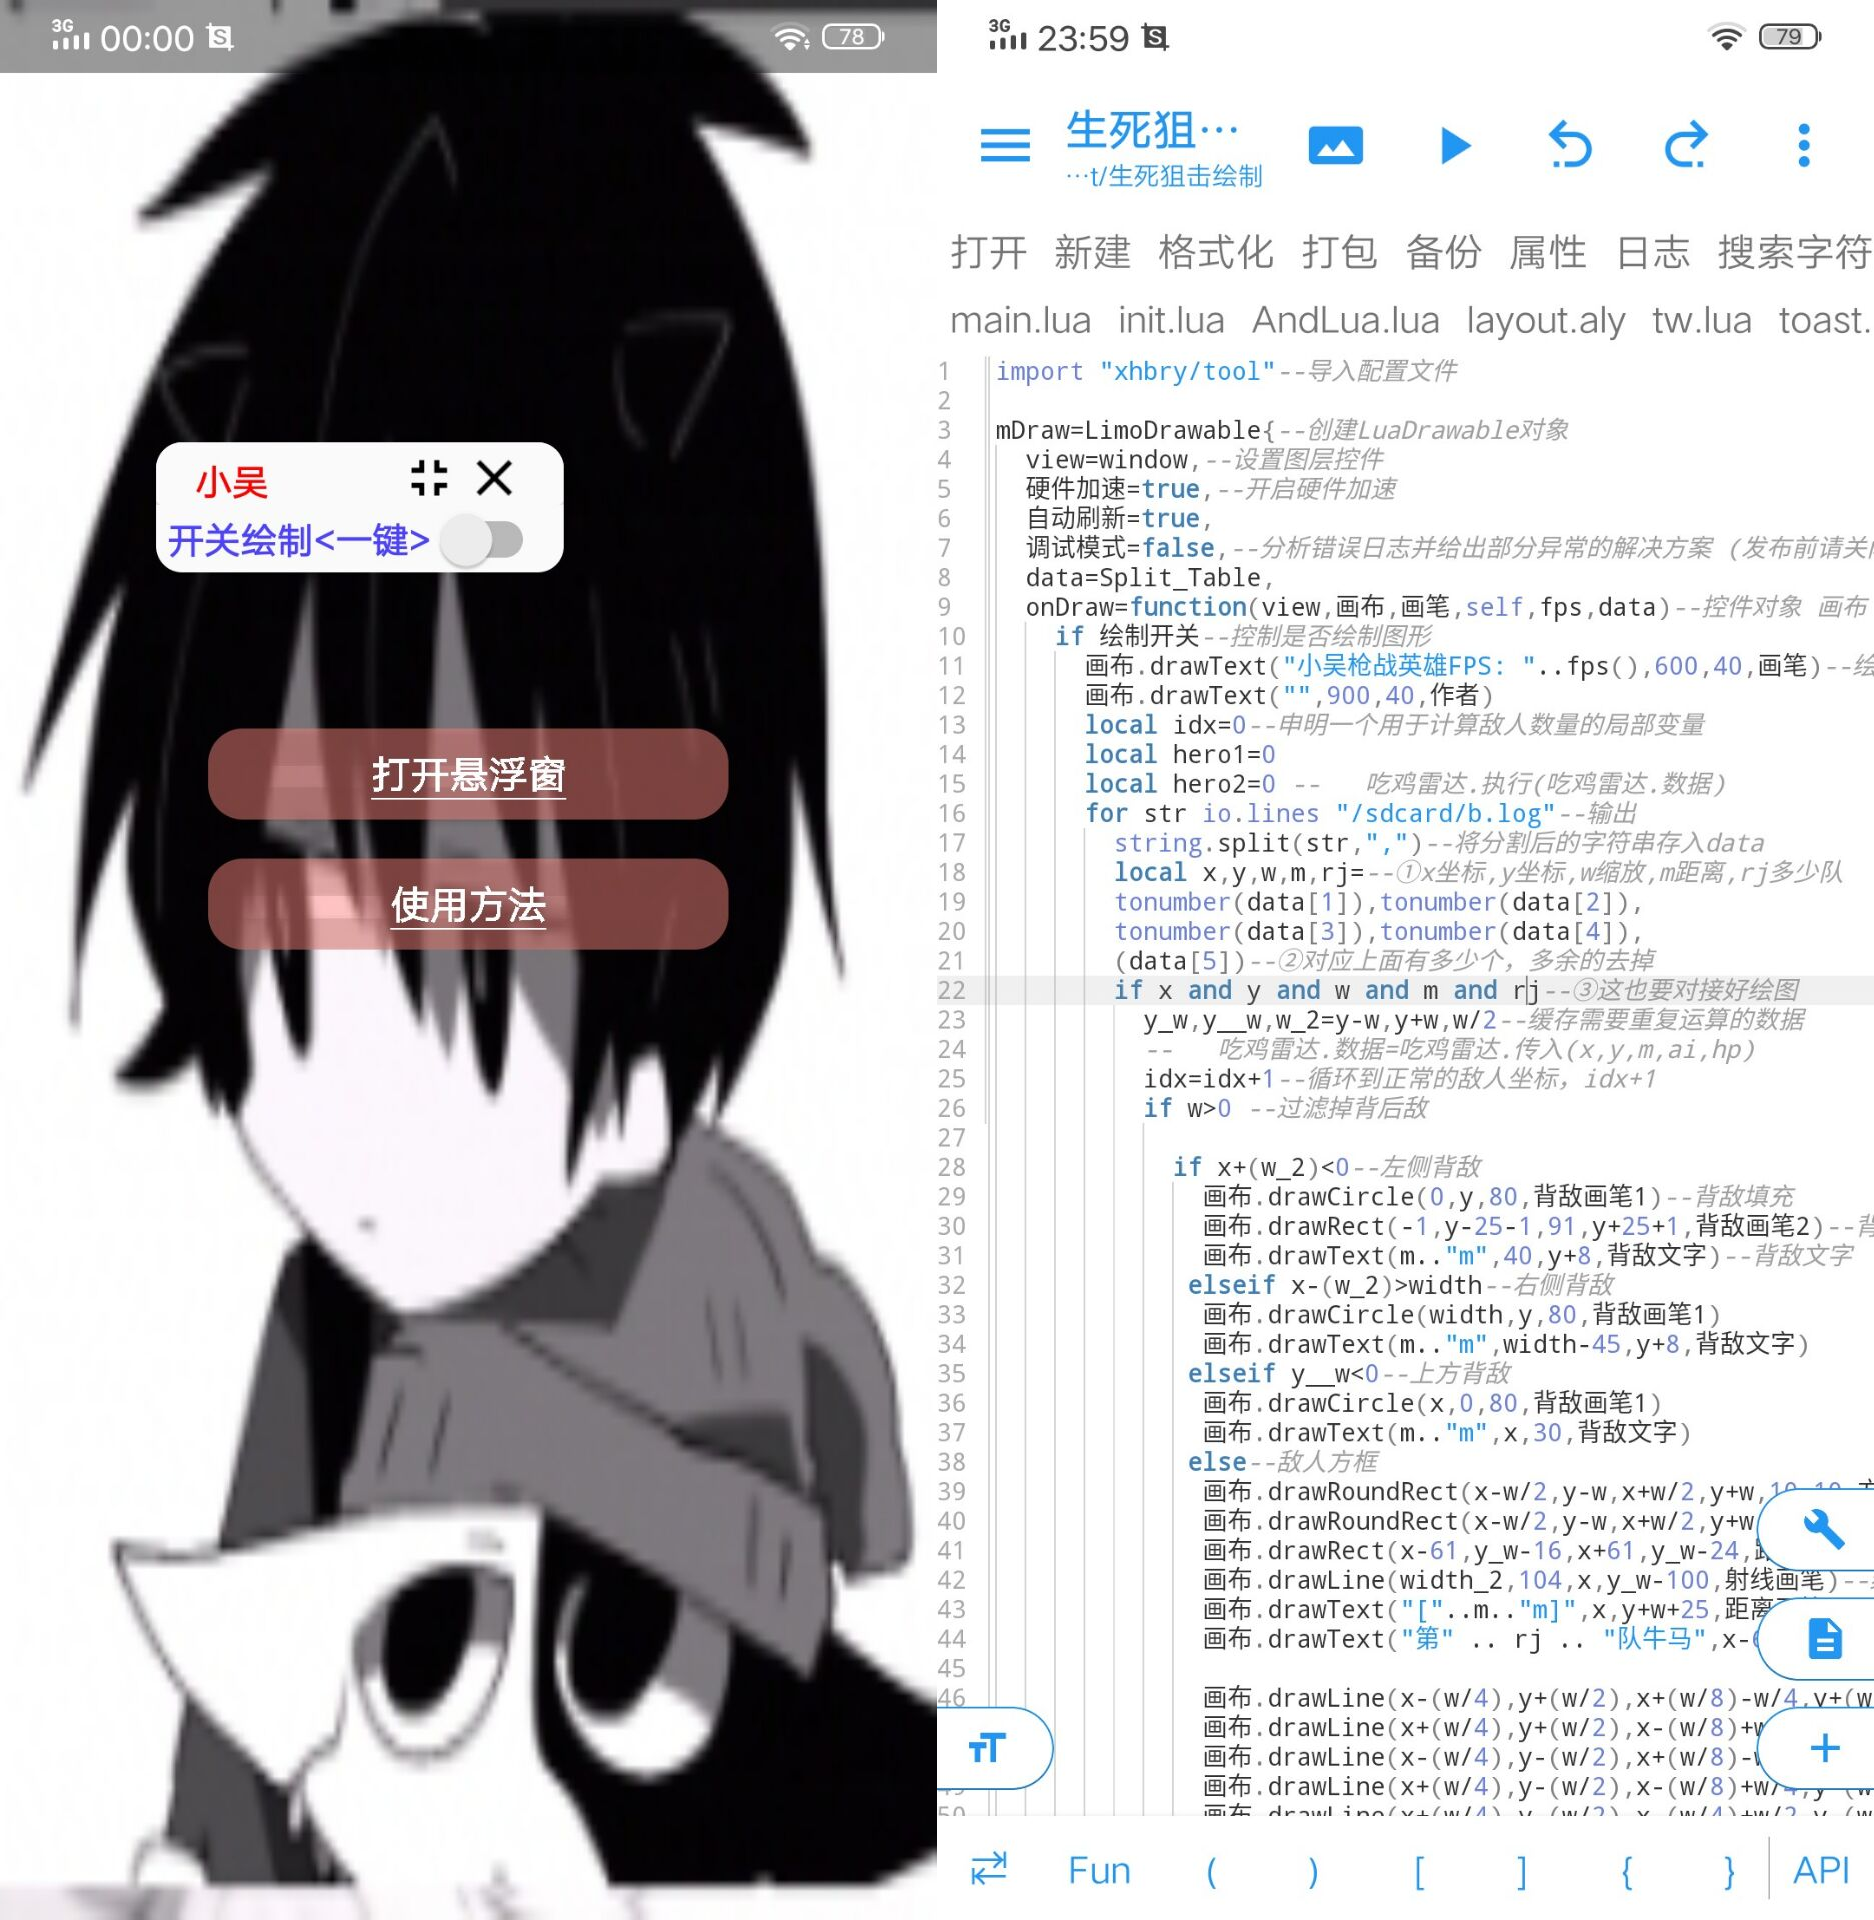 3G 00:00 78
小吴
开关绘制<一键>
打开悬浮窗
使用方法
3G 23:59 79
生死狙…
…t/生死狙击绘制
打开 新建 格式化 打包 备份 属性 日志 搜索字符
main.lua init.lua AndLua.lua layout.aly tw.lua toast.
1 import "xhbry/tool"--导入配置文件
2
3 mDraw=LimoDrawable{--创建LuaDrawable对象
4 view=window,--设置图层控件
5 硬件加速=true,--开启硬件加速
6 自动刷新=true,
7 调试模式=false,--分析错误日志并给出部分异常的解决方案 (发布前请关
8 data=Split_Table,
9 onDraw=function(view,画布,画笔,self,fps,data)--控件对象 画布
10 if 绘制开关--控制是否绘制图形
11 画布.drawText("小吴枪战英雄FPS: "..fps(),600,40,画笔)--绘
12 画布.drawText("",900,40,作者)
13 local idx=0--申明一个用于计算敌人数量的局部变量
14 local hero1=0
15 local hero2=0 -- 吃鸡雷达.执行(吃鸡雷达.数据)
16 for str io.lines "/sdcard/b.log"--输出
17 string.split(str,",")--将分割后的字符串存入data
18 local x,y,w,m,rj=--①x坐标,y坐标,w缩放,m距离,rj多少队
19 tonumber(data[1]),tonumber(data[2]),
20 tonumber(data[3]),tonumber(data[4]),
21 (data[5])--②对应上面有多少个，多余的去掉
22 if x and y and w and m and rj--③这也要对接好绘图
23 y_w,y__w,w_2=y-w,y+w,w/2--缓存需要重复运算的数据
24 -- 吃鸡雷达.数据=吃鸡雷达.传入(x,y,m,ai,hp)
25 idx=idx+1--循环到正常的敌人坐标，idx+1
26 if w>0 --过滤掉背后敌
27
28 if x+(w_2)<0--左侧背敌
29 画布.drawCircle(0,y,80,背敌画笔1)--背敌填充
30 画布.drawRect(-1,y-25-1,91,y+25+1,背敌画笔2)--背
31 画布.drawText(m.."m",40,y+8,背敌文字)--背敌文字
32 elseif x-(w_2)>width--右侧背敌
33 画布.drawCircle(width,y,80,背敌画笔1)
34 画布.drawText(m.."m",width-45,y+8,背敌文字)
35 elseif y__w<0--上方背敌
36 画布.drawCircle(x,0,80,背敌画笔1)
37 画布.drawText(m.."m",x,30,背敌文字)
38 else--敌人方框
39 画布.drawRoundRect(x-w/2,y-w,x+w/2,y+w,10,10,
40 画布.drawRoundRect(x-w/2,y-w,x+w/2,y+w
41 画布.drawRect(x-61,y_w-16,x+61,y_w-24,
42 画布.drawLine(width_2,104,x,y_w-100,射线画笔)--
43 画布.drawText("["..m.."m]",x,y+w+25,距离
44 画布.drawText("第" .. rj .. "队牛马",x-
45
46 画布.drawLine(x-(w/4),y+(w/2),x+(w/8)-w/4,y+(w
画布.drawLine(x+(w/4),y+(w/2),x-(w/8)+w
画布.drawLine(x-(w/4),y-(w/2),x+(w/8)-w
画布.drawLine(x+(w/4),y-(w/2),x-(w/8)+w/4,y-(w
Fun ( ) [ ] { } API